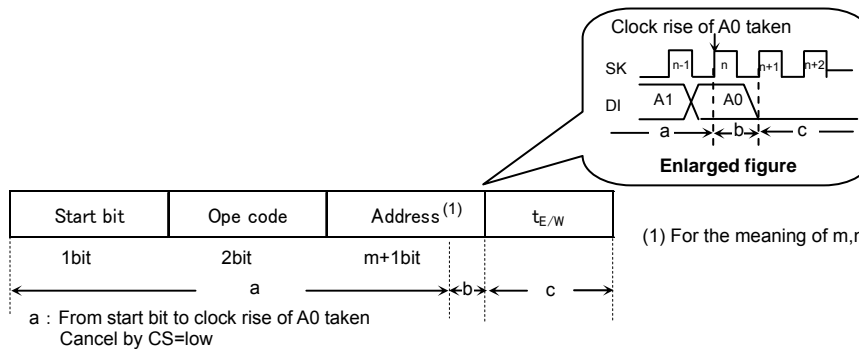 Clock rise of A0 taken
SK n-1 n n+1 n+2
DI A1 A0
a b c
Enlarged figure
Start bit Ope code Address(1) tE/W
1bit 2bit m+1bit
(1) For the meaning of m,
a b c
a : From start bit to clock rise of A0 taken
Cancel by CS=low